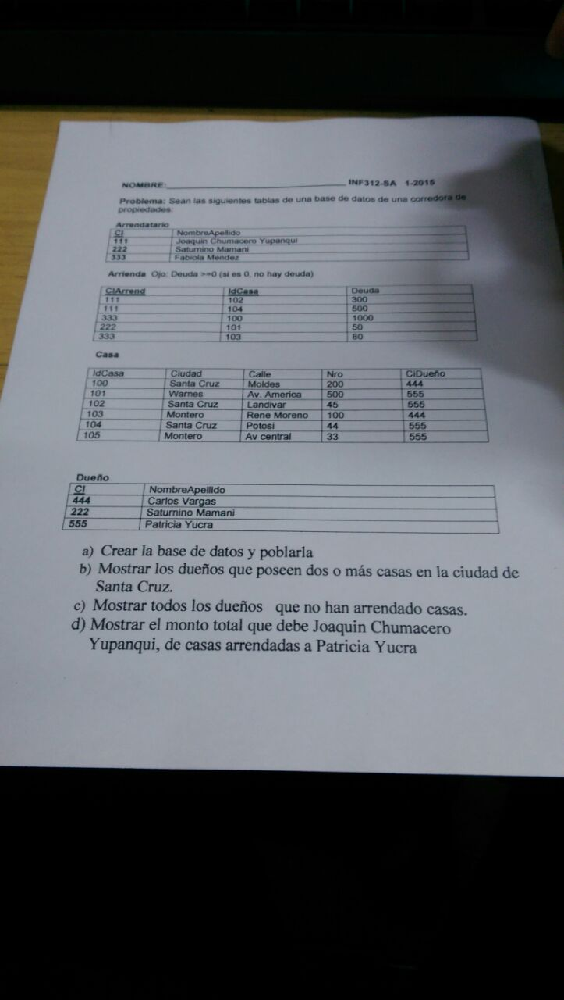 NOMBRE:____________________ INF312-SA 1-2015
Problema: Sean las siguientes tablas de una base de datos de una corredora de
propiedades:
Arrendatario
CI NombreApellido
111 Joaquin Chumacero Yupanqui
222 Saturnino Mamani
333 Fabiola Mendez
Arrienda Ojo: Deuda >=0 (si es 0, no hay deuda)
CIArrend IdCasa Deuda
111 102 300
111 104 500
333 100 1000
222 101 50
333 103 80
Casa
IdCasa Ciudad Calle Nro CiDueño
100 Santa Cruz Moldes 200 444
101 Warnes Av. America 500 555
102 Santa Cruz Landivar 45 555
103 Montero Rene Moreno 100 444
104 Santa Cruz Potosi 44 555
105 Montero Av central 33 555
Dueño
CI NombreApellido
444 Carlos Vargas
222 Saturnino Mamani
555 Patricia Yucra
a) Crear la base de datos y poblarla
b) Mostrar los dueños que poseen dos o más casas en la ciudad de
Santa Cruz.
c) Mostrar todos los dueños que no han arrendado casas.
d) Mostrar el monto total que debe Joaquin Chumacero
Yupanqui, de casas arrendadas a Patricia Yucra